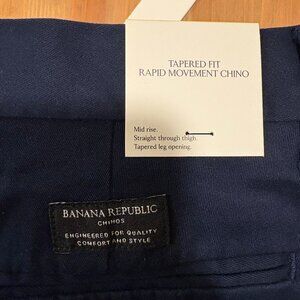 TAPERED FIT
RAPID MOVEMENT CHINO
Mid rise.
Straight through thigh.
Tapered leg opening.
BANANA REPUBLIC
CHINOS
ENGINEERED FOR QUALITY
COMFORT AND STYLE